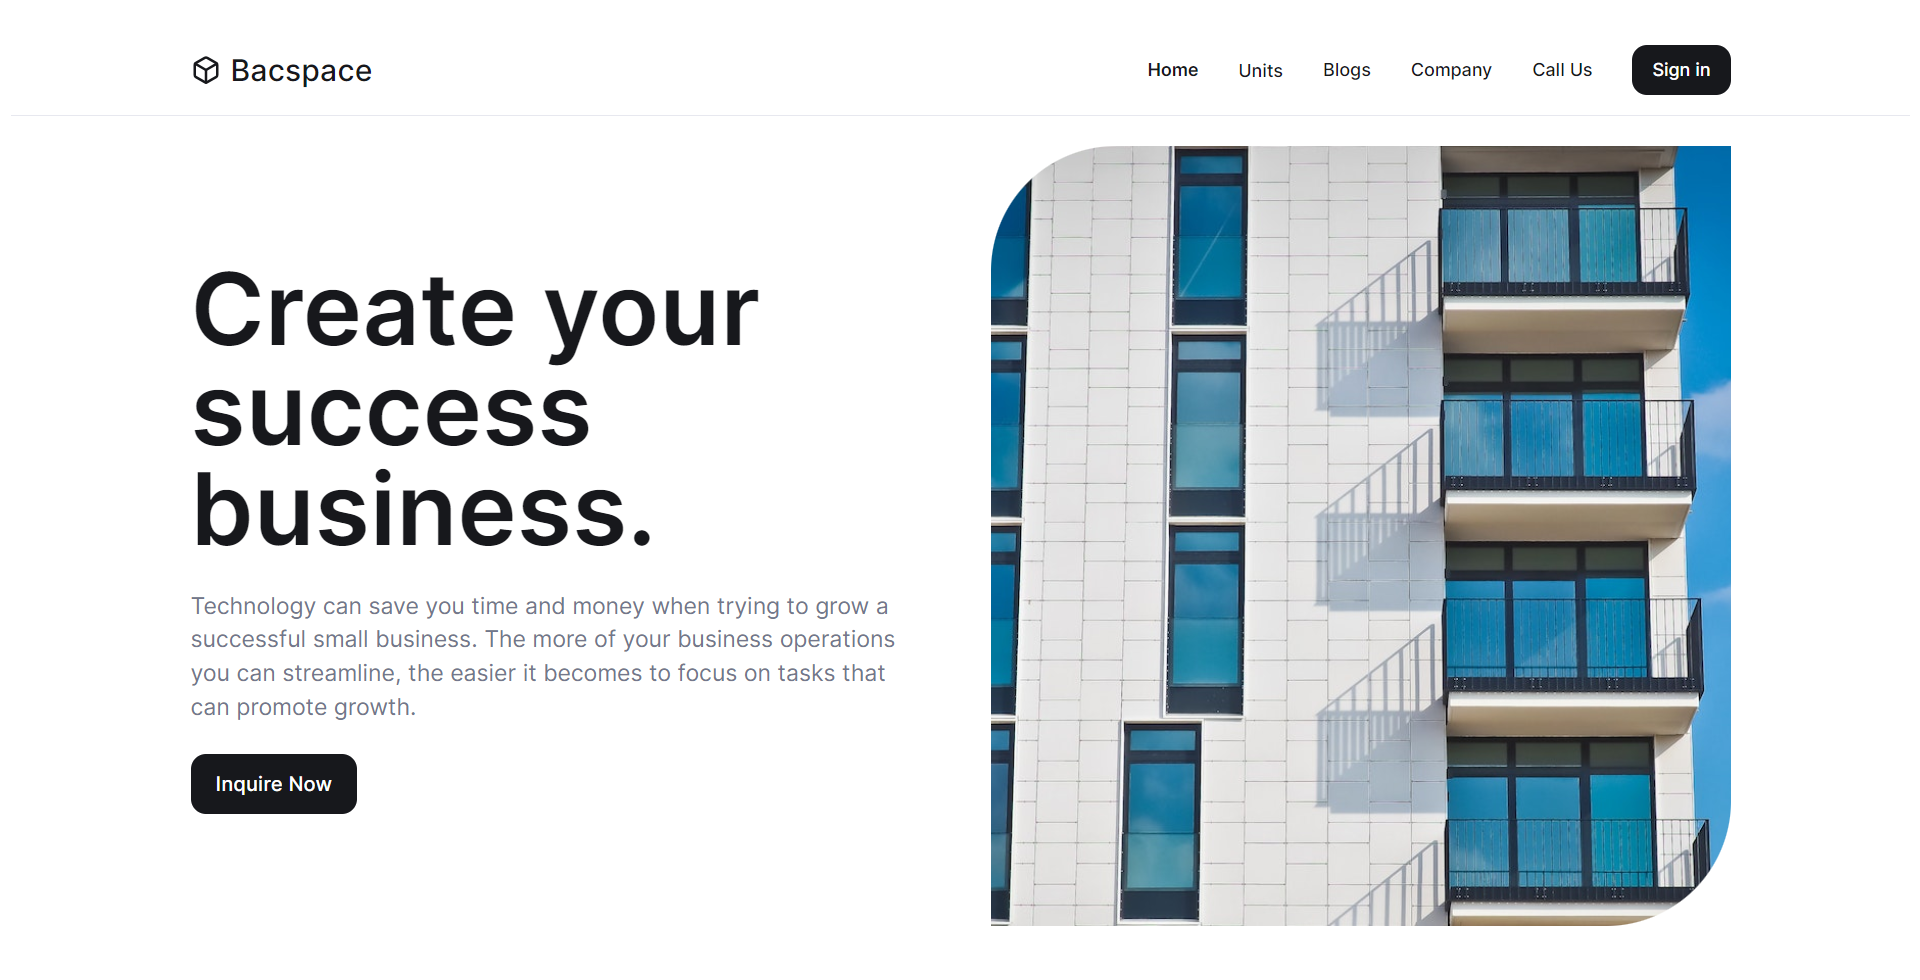 Bacspace
Home Units Blogs Company Call Us Sign in
Create your
success
business.
Technology can save you time and money when trying to grow a
successful small business. The more of your business operations
you can streamline, the easier it becomes to focus on tasks that
can promote growth.
Inquire Now